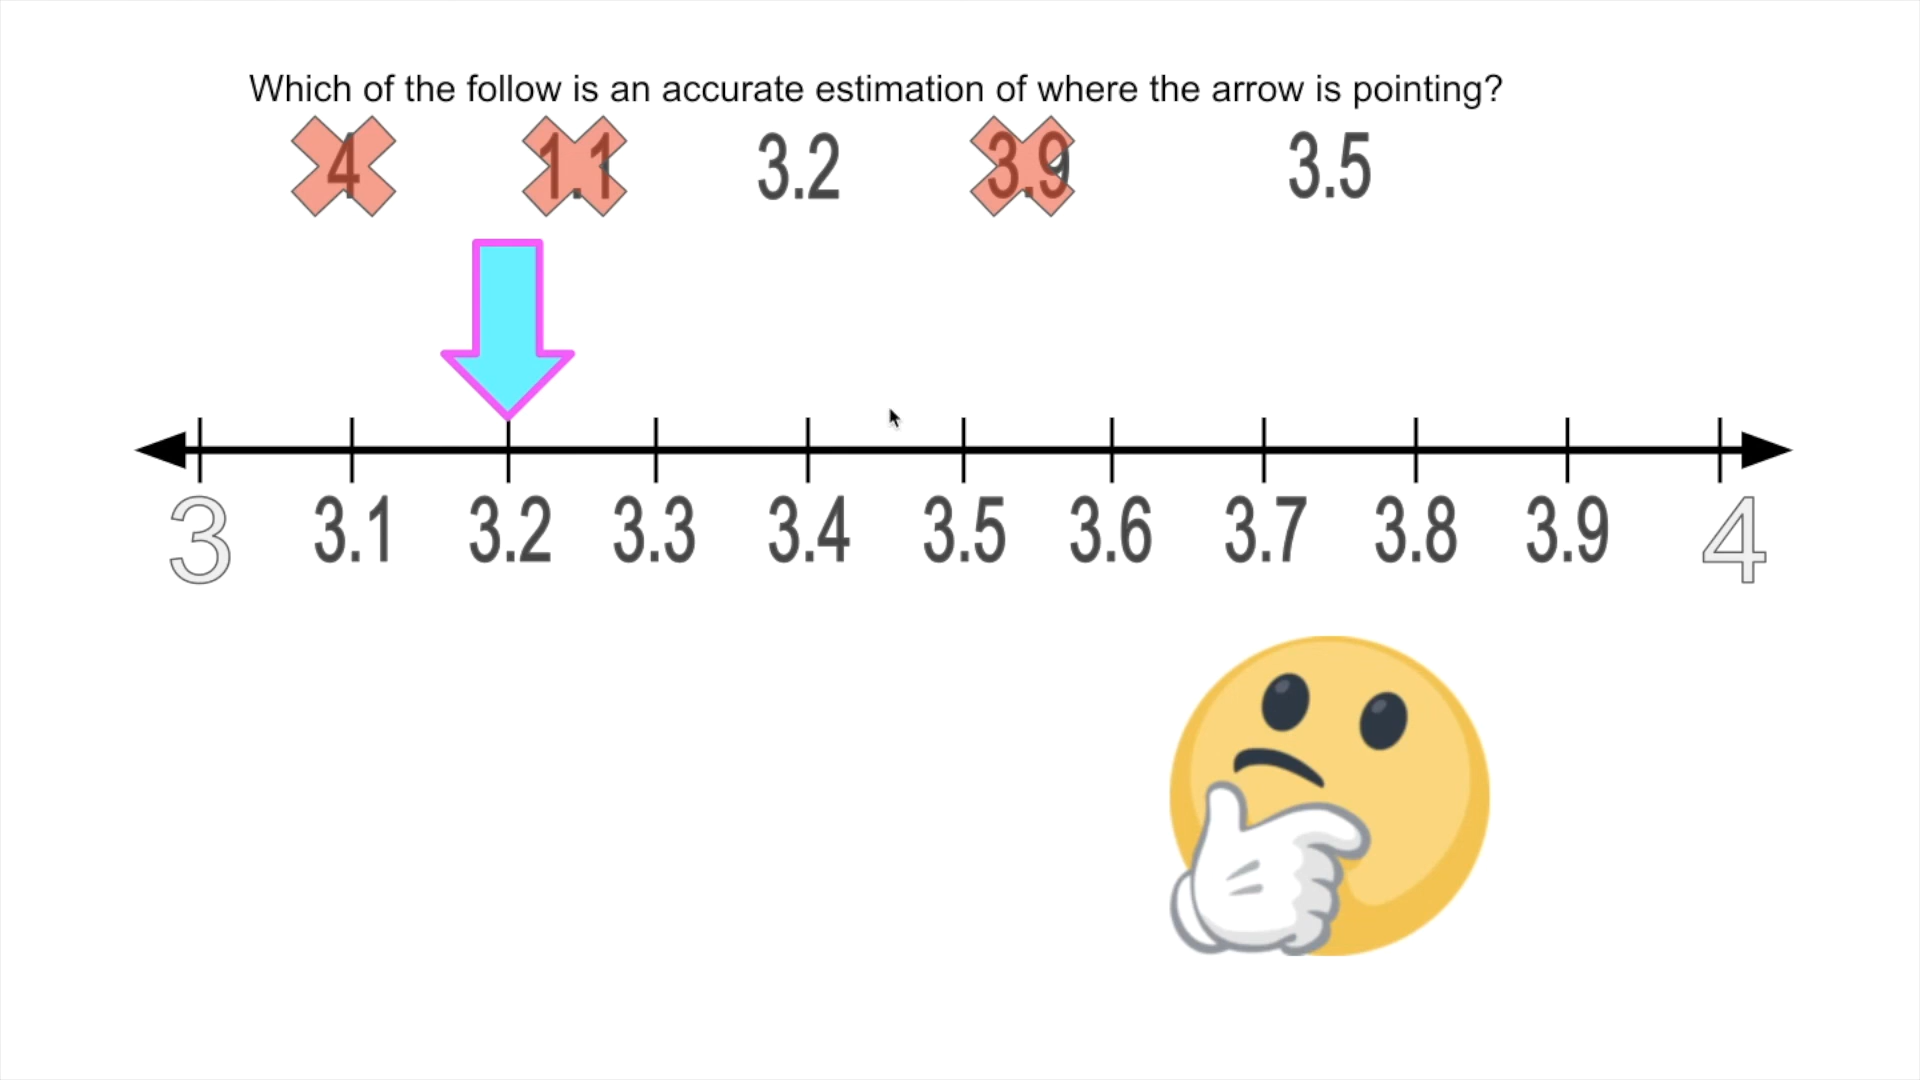 Which of the follow is an accurate estimation of where the arrow is pointing?
4 1.1 3.2 3.9 3.5
3 3.1 3.2 3.3 3.4 3.5 3.6 3.7 3.8 3.9 4